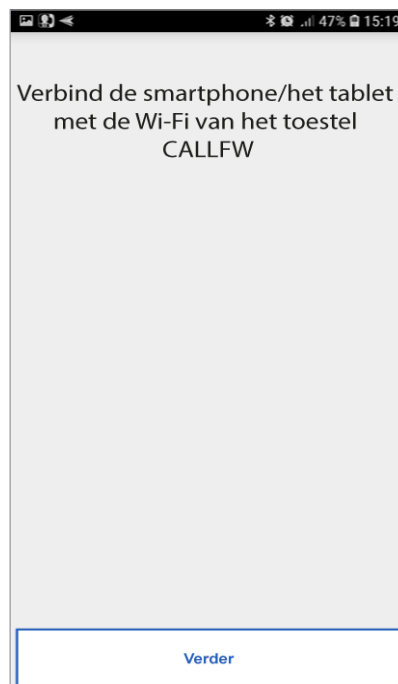 47% 15:19
Verbind de smartphone/het tablet
met de Wi-Fi van het toestel
CALLFW
Verder